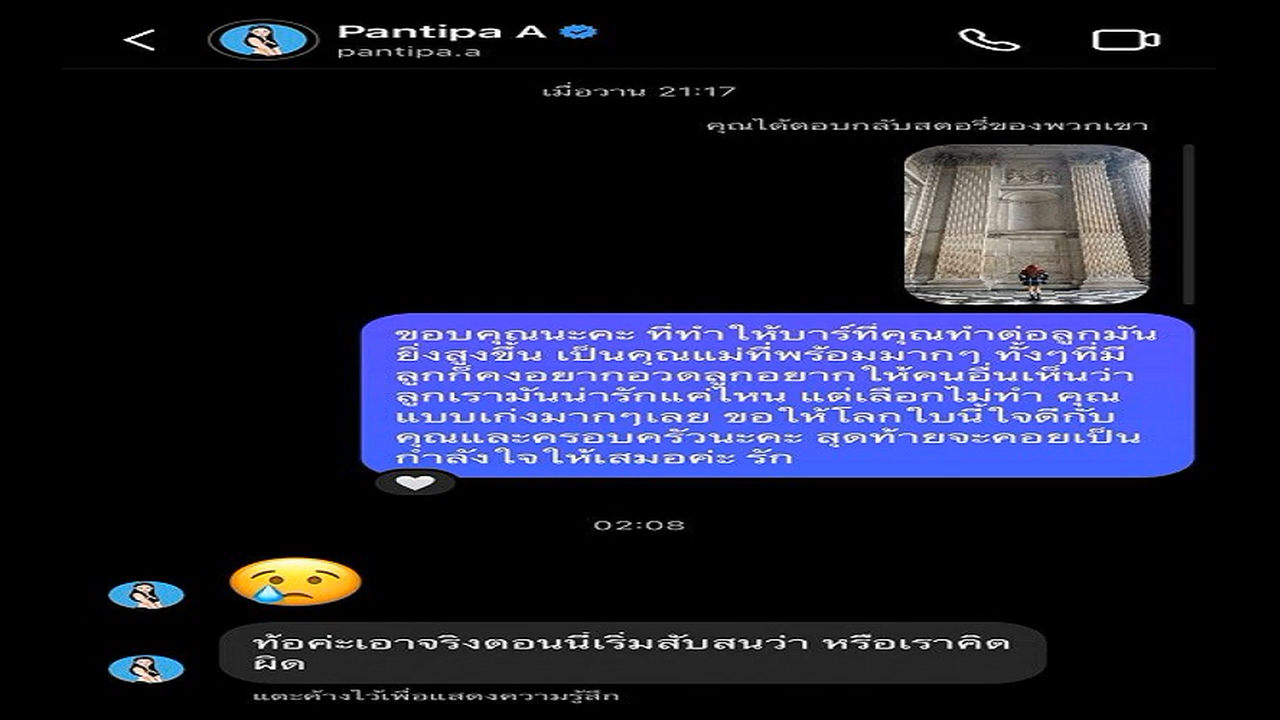 Pantipa A
pantipa.a
เมื่อวาน 21:17
คุณได้ตอบกลับสตอรี่ของพวกเขา
ขอบคุณนะคะ ที่ทำให้บาร์ที่คุณทำต่อลูกมัน
ยิ่งสูงขึ้น เป็นคุณแม่ที่พร้อมมากๆ ทั้งๆที่มี
ลูกก็คงอยากอวดลูกอยากให้คนอื่นเห็นว่า
ลูกเรามันน่ารักแค่ไหน แต่เลือกไม่ทำ คุณ
แบบเก่งมากๆเลย ขอให้โลกใบนี้ใจดีกับ
คุณและครอบครัวนะคะ สุดท้ายจะคอยเป็น
กำลังใจให้เสมอค่ะ รัก
02:08
ท้อค่ะเอาจริงตอนนี้เริ่มสับสนว่า หรือเราคิด
ผิด
แตะค้างไว้เพื่อแสดงความรู้สึก